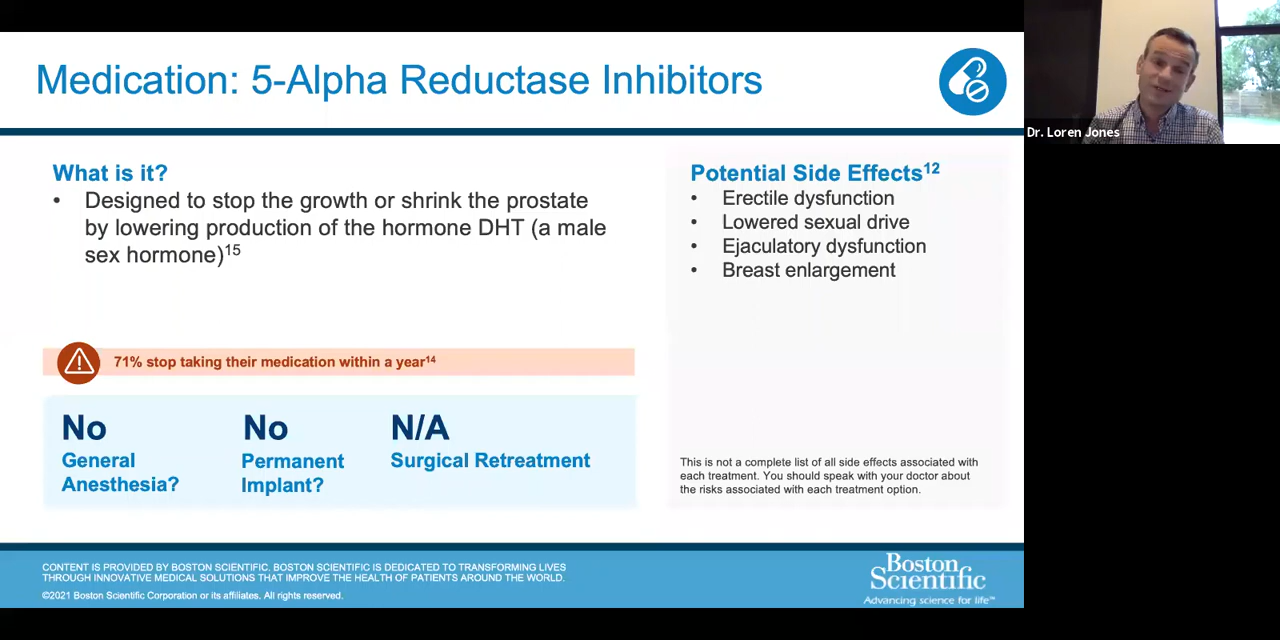 Medication: 5-Alpha Reductase Inhibitors
Dr. Loren Jones
What is it?
• Designed to stop the growth or shrink the prostate
by lowering production of the hormone DHT (a male
sex hormone)15
71% stop taking their medication within a year14
No
General
Anesthesia?
No
Permanent
Implant?
N/A
Surgical Retreatment
Potential Side Effects12
• Erectile dysfunction
• Lowered sexual drive
• Ejaculatory dysfunction
• Breast enlargement
This is not a complete list of all side effects associated with
each treatment. You should speak with your doctor about
the risks associated with each treatment option.
CONTENT IS PROVIDED BY BOSTON SCIENTIFIC. BOSTON SCIENTIFIC IS DEDICATED TO TRANSFORMING LIVES
THROUGH INNOVATIVE MEDICAL SOLUTIONS THAT IMPROVE THE HEALTH OF PATIENTS AROUND THE WORLD.
©2021 Boston Scientific Corporation or its affiliates. All rights reserved.
Boston
Scientific
Advancing science for life™